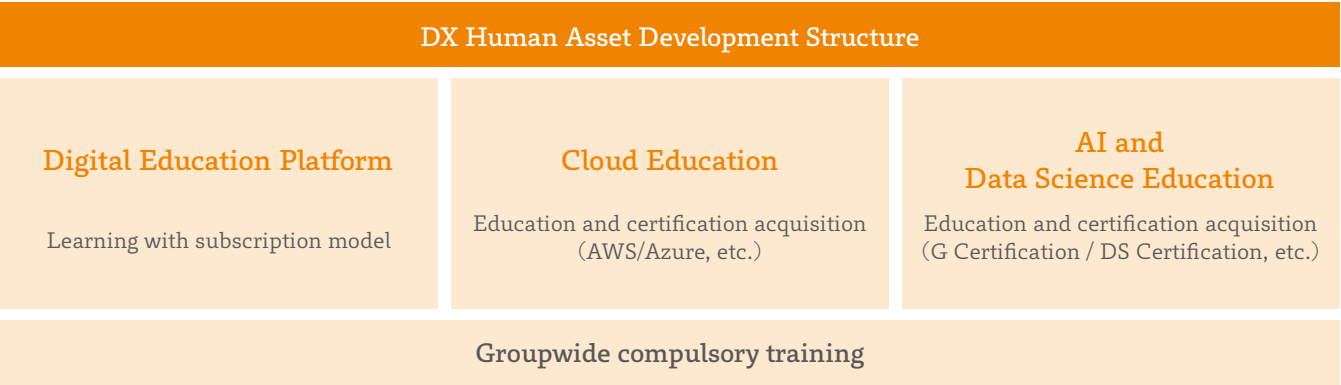 DX Human Asset Development Structure
Digital Education Platform
Learning with subscription model
Cloud Education
Education and certification acquisition
（AWS/Azure, etc.）
AI and
Data Science Education
Education and certification acquisition
（G Certification / DS Certification, etc.）
Groupwide compulsory training